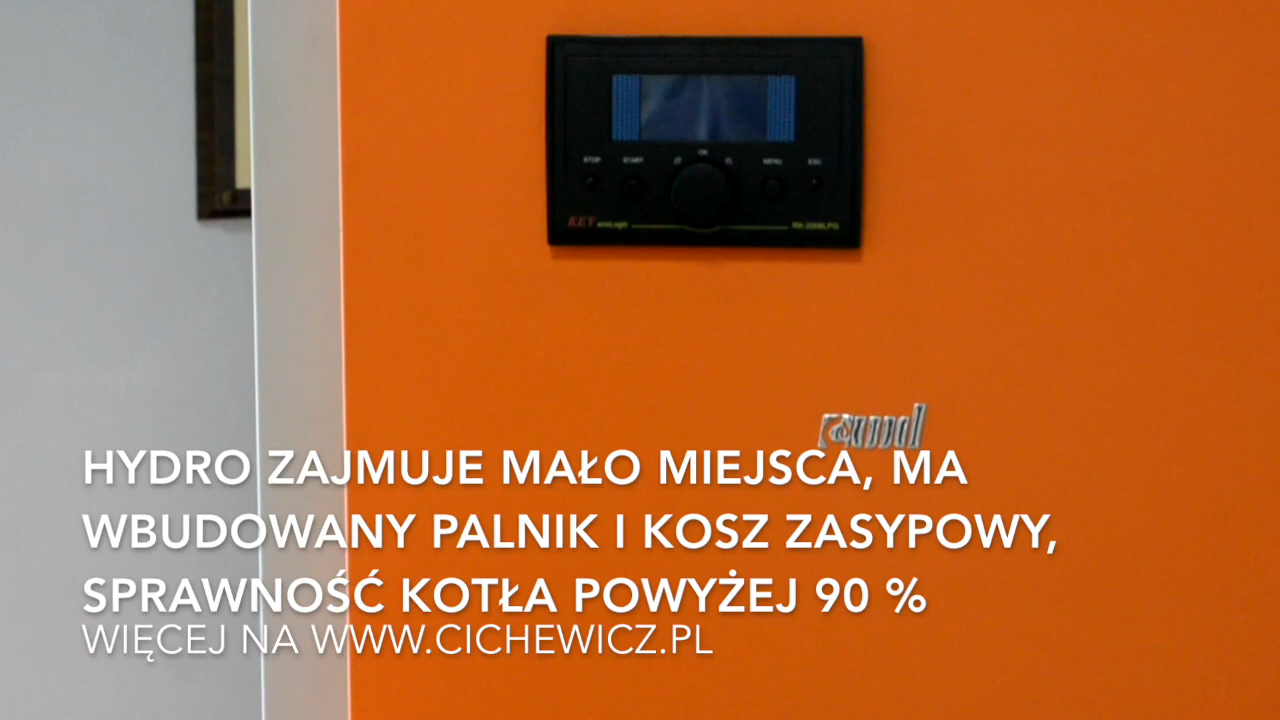 STOP START OK MENU ESC
KEY
HYDRO ZAJMUJE MAŁO MIEJSCA, MA
WBUDOWANY PALNIK I KOSZ ZASYPOWY,
SPRAWNOŚĆ KOTŁA POWYŻEJ 90 %
WIĘCEJ NA WWW.CICHEWICZ.PL